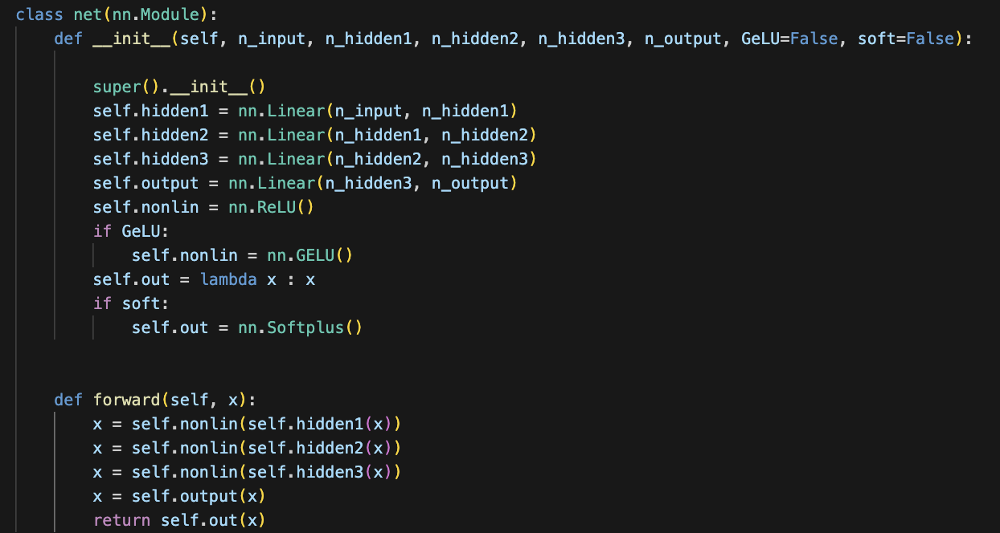 class net(nn.Module):
    def __init__(self, n_input, n_hidden1, n_hidden2, n_hidden3, n_output, GeLU=False, soft=False):
        super().__init__()
        self.hidden1 = nn.Linear(n_input, n_hidden1)
        self.hidden2 = nn.Linear(n_hidden1, n_hidden2)
        self.hidden3 = nn.Linear(n_hidden2, n_hidden3)
        self.output = nn.Linear(n_hidden3, n_output)
        self.nonlin = nn.ReLU()
        if GeLU:
            self.nonlin = nn.GELU()
        self.out = lambda x : x
        if soft:
            self.out = nn.Softplus()
    def forward(self, x):
        x = self.nonlin(self.hidden1(x))
        x = self.nonlin(self.hidden2(x))
        x = self.nonlin(self.hidden3(x))
        x = self.output(x)
        return self.out(x)